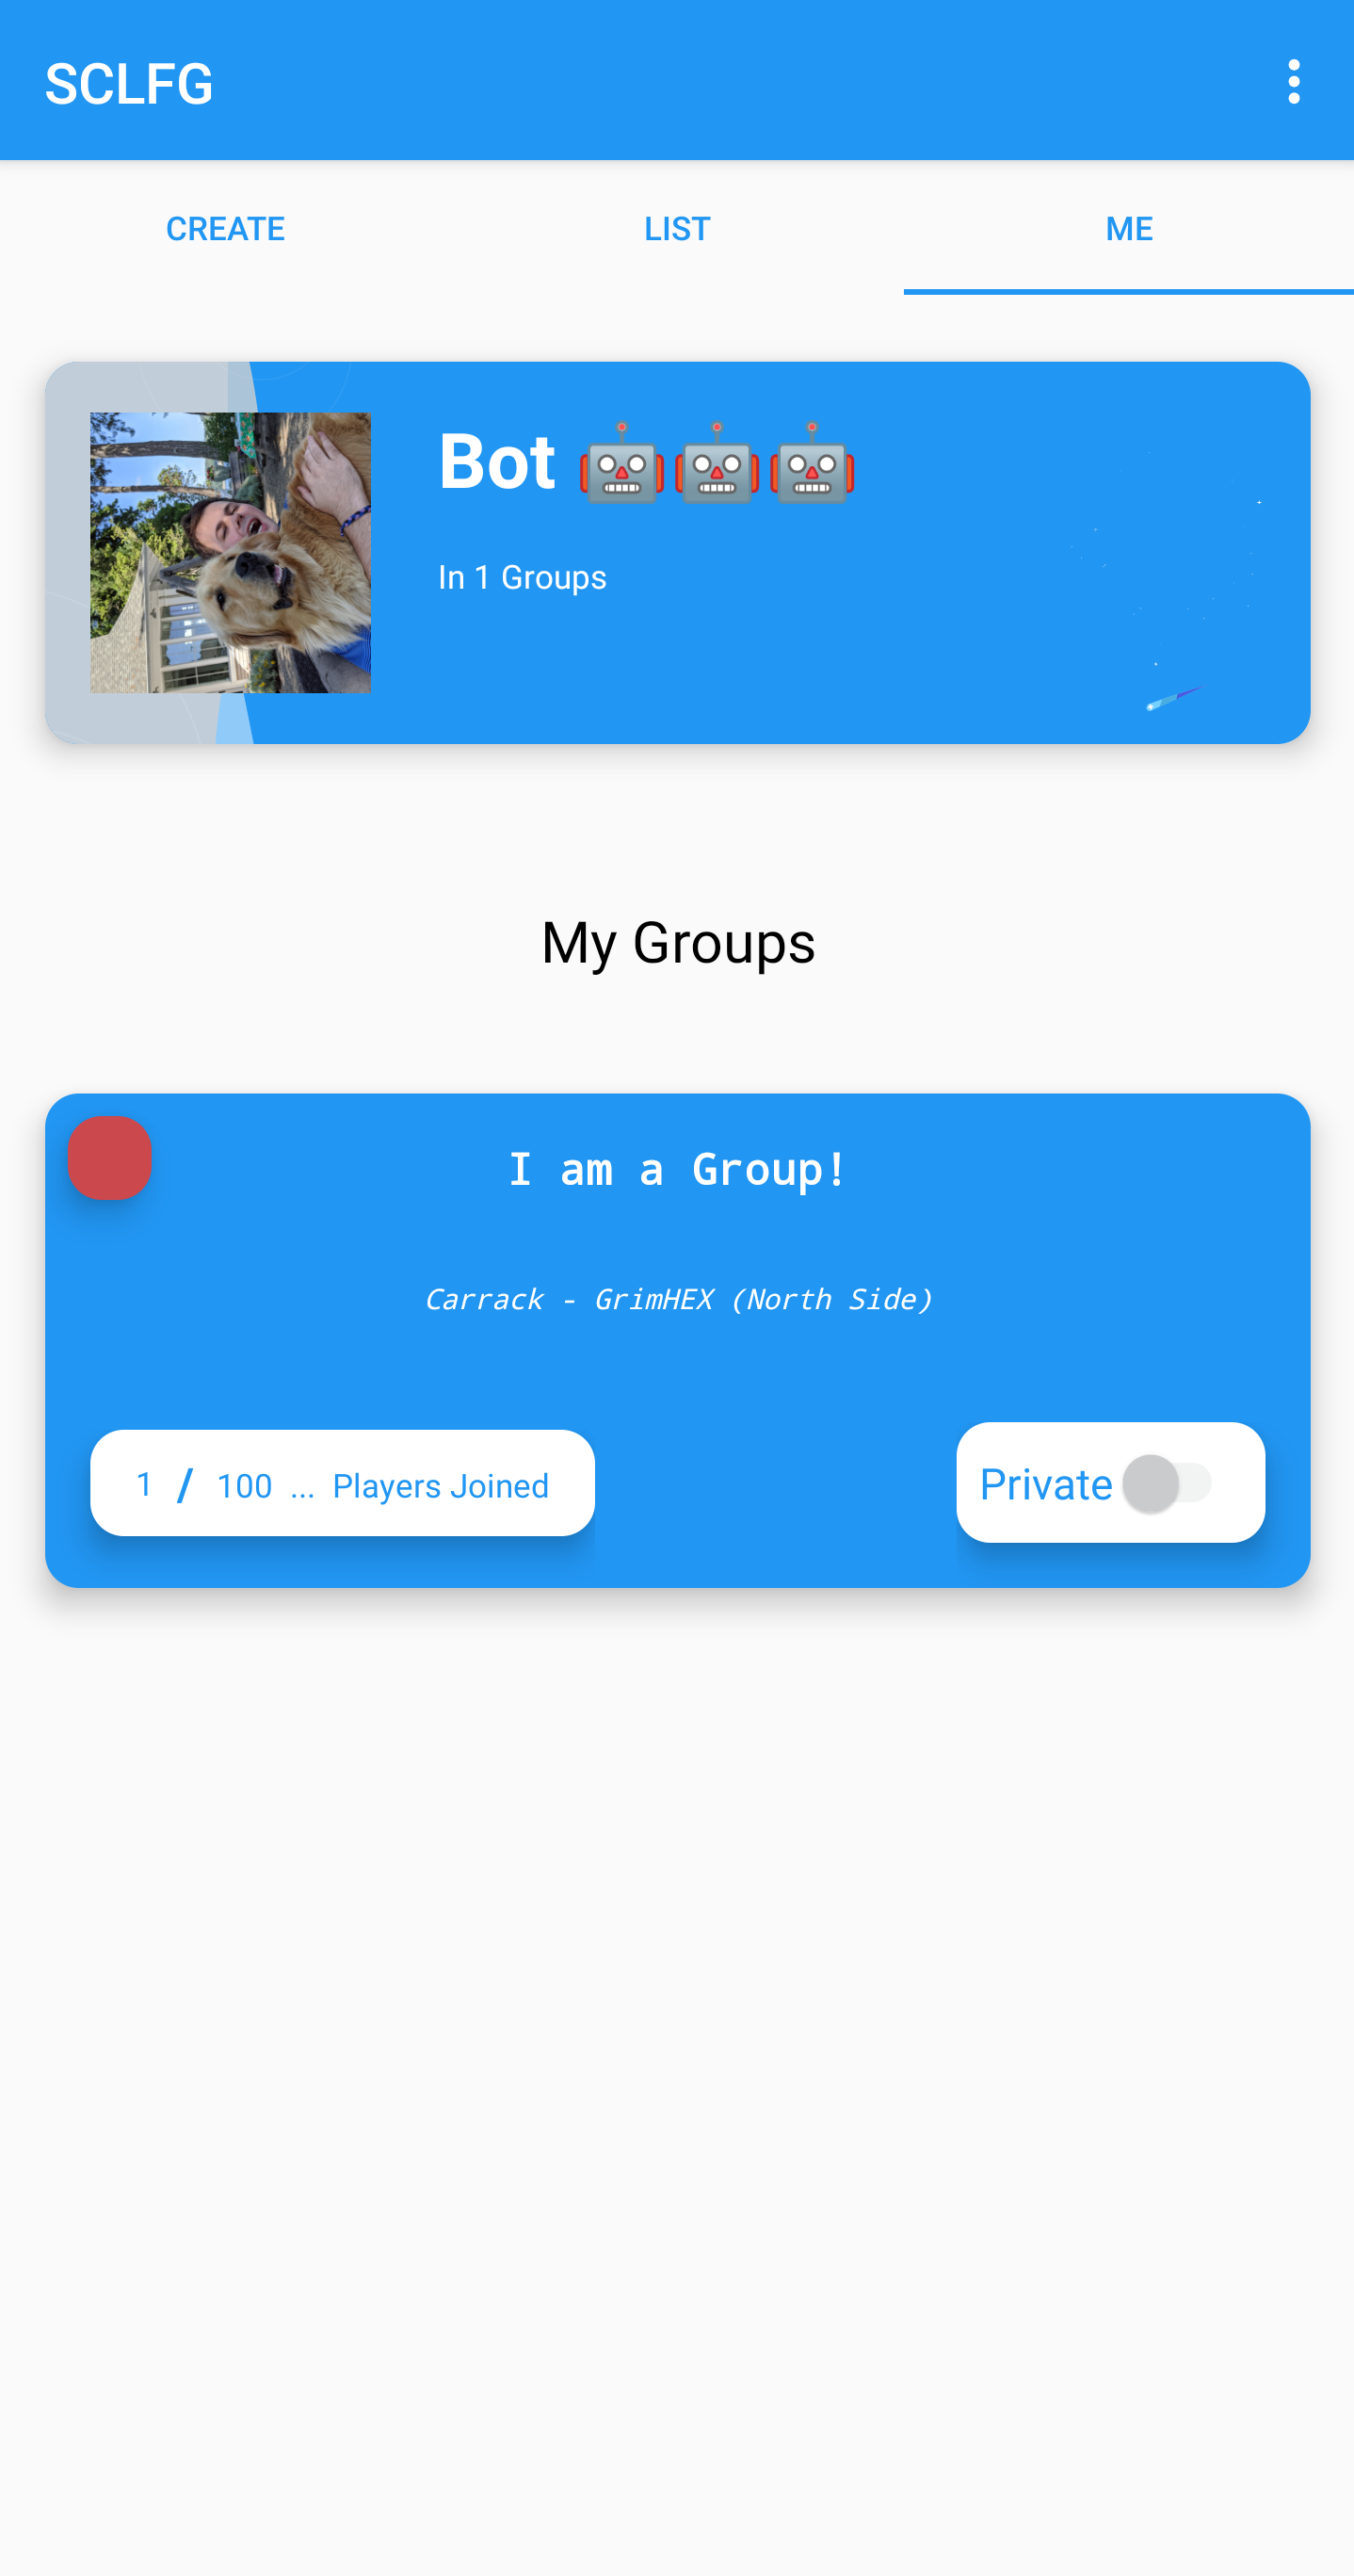 SCLFG
CREATE LIST ME
Bot 🤖🤖🤖
In 1 Groups
My Groups
I am a Group!
Carrack - GrimHEX (North Side)
1 / 100 ... Players Joined
Private